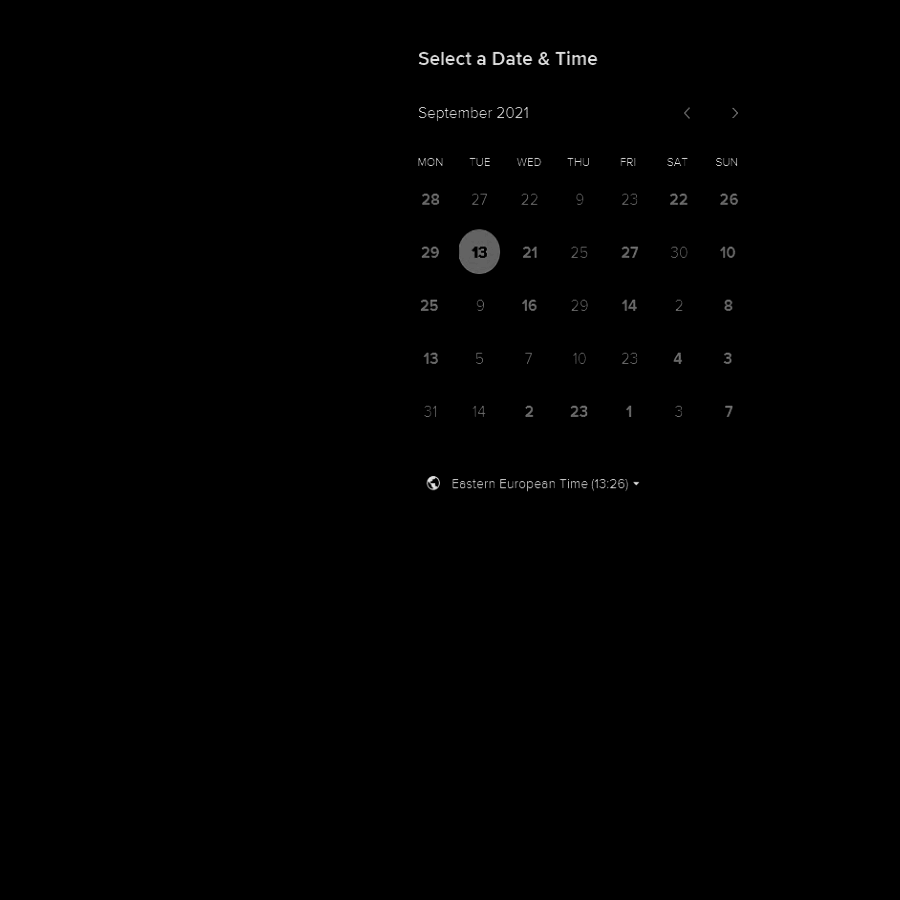 Select a Date & Time
September 2021
MON TUE WED THU FRI SAT SUN
28 27 22 9 23 22 26
29 13 21 25 27 30 10
25 9 16 29 14 2 8
13 5 7 10 23 4 3
31 14 2 23 1 3 7
Eastern European Time (13:26)